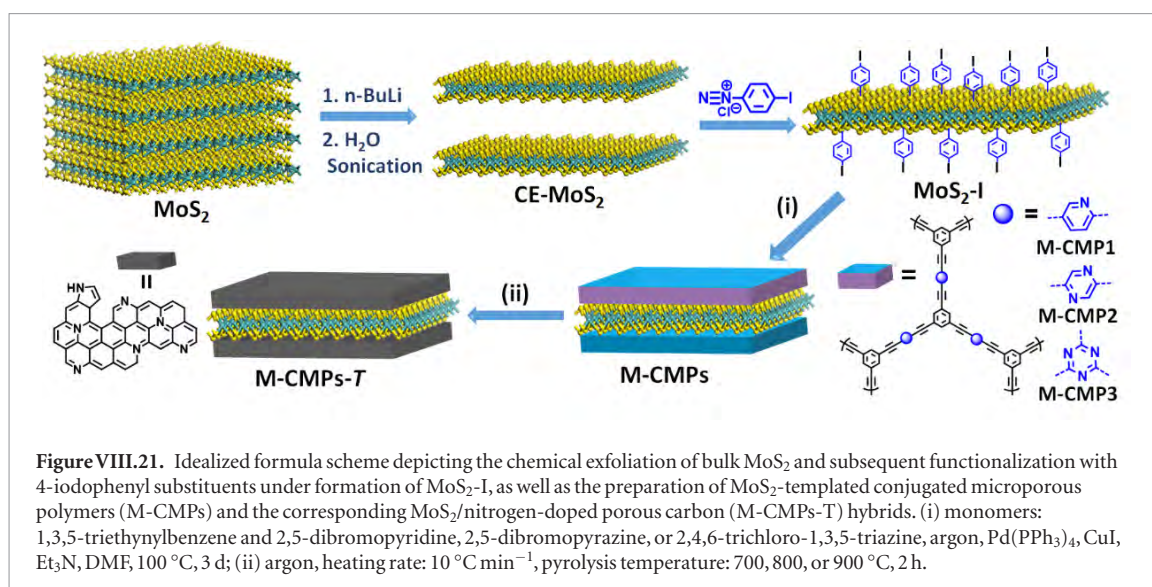 1. n-BuLi
2. H₂O
Sonication
MoS₂
CE-MoS₂
N≡N⊕
Cl⊖
I
I I I I I I
I I I I I I
MoS₂-I
(i)
N
= M-CMP1
N
N
M-CMP2
N
N N
M-CMP3
=
M-CMPs
(ii)
M-CMPs-T
=
HN N
N N
N N
N
Figure VIII.21. Idealized formula scheme depicting the chemical exfoliation of bulk MoS₂ and subsequent functionalization with
4-iodophenyl substituents under formation of MoS₂-I, as well as the preparation of MoS₂-templated conjugated microporous
polymers (M-CMPs) and the corresponding MoS₂/nitrogen-doped porous carbon (M-CMPs-T) hybrids. (i) monomers:
1,3,5-triethynylbenzene and 2,5-dibromopyridine, 2,5-dibromopyrazine, or 2,4,6-trichloro-1,3,5-triazine, argon, Pd(PPh₃)₄, CuI,
Et₃N, DMF, 100 °C, 3 d; (ii) argon, heating rate: 10 °C min⁻¹, pyrolysis temperature: 700, 800, or 900 °C, 2 h.